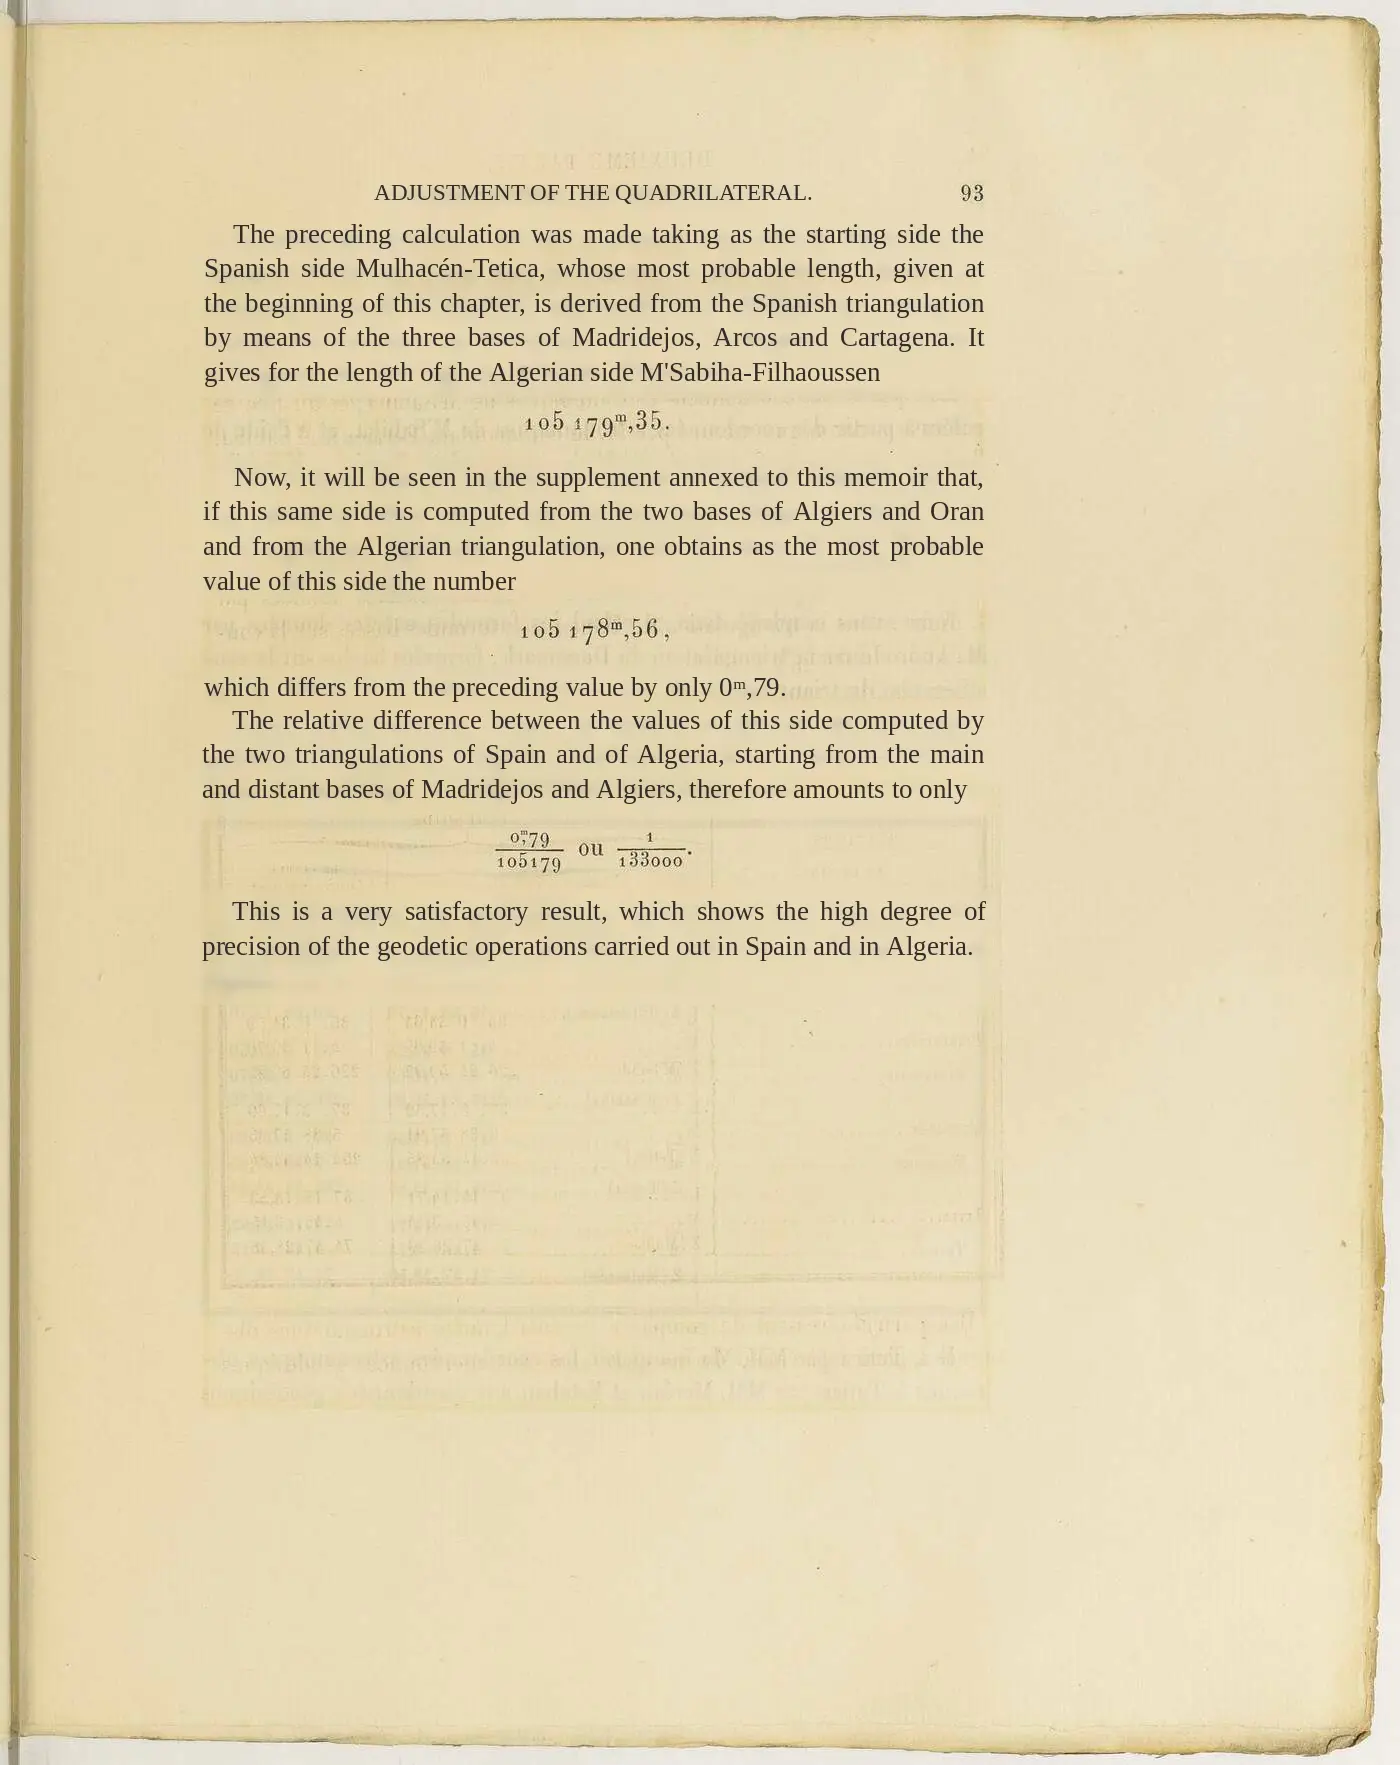 ADJUSTMENT OF THE QUADRILATERAL. 93
The preceding calculation was made taking as the starting side the
Spanish side Mulhacén-Tetica, whose most probable length, given at
the beginning of this chapter, is derived from the Spanish triangulation
by means of the three bases of Madridejos, Arcos and Cartagena. It
gives for the length of the Algerian side M'Sabiha-Filhaoussen
105 179ᵐ,35.
Now, it will be seen in the supplement annexed to this memoir that,
if this same side is computed from the two bases of Algiers and Oran
and from the Algerian triangulation, one obtains as the most probable
value of this side the number
105 178ᵐ,56,
which differs from the preceding value by only 0ᵐ,79.
The relative difference between the values of this side computed by
the two triangulations of Spain and of Algeria, starting from the main
and distant bases of Madridejos and Algiers, therefore amounts to only
0ᵐ,79/105179 ou 1/133000.
This is a very satisfactory result, which shows the high degree of
precision of the geodetic operations carried out in Spain and in Algeria.